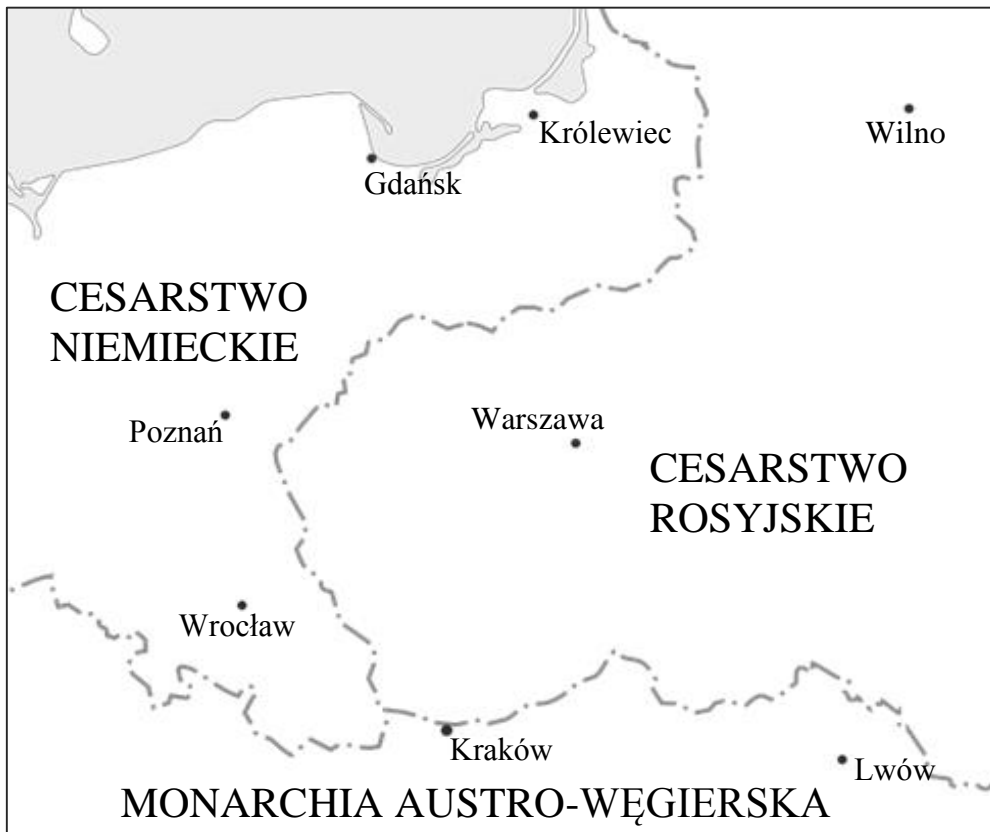 Królewiec
Wilno
Gdańsk
CESARSTWO
NIEMIECKIE
Poznań
Warszawa
CESARSTWO
ROSYJSKIE
Wrocław
Kraków
Lwów
MONARCHIA AUSTRO-WĘGIERSKA